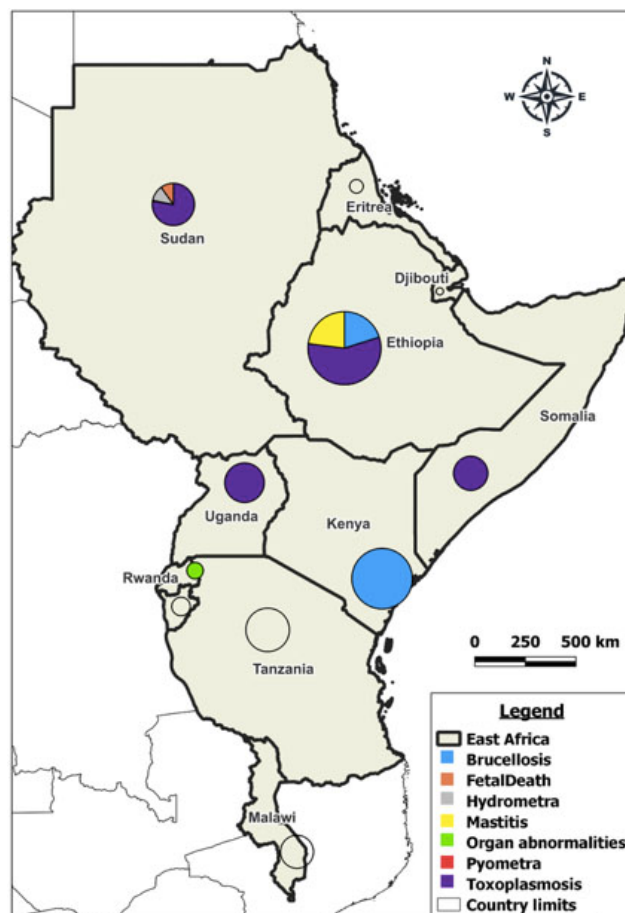 N
W E
S
Eritrea
Sudan
Djibouti
Ethiopia
Somalia
Uganda
Kenya
Rwanda
Tanzania
0 250 500 km
Malawi
Legend
East Africa
Brucellosis
FetalDeath
Hydrometra
Mastitis
Organ abnormalities
Pyometra
Toxoplasmosis
Country limits